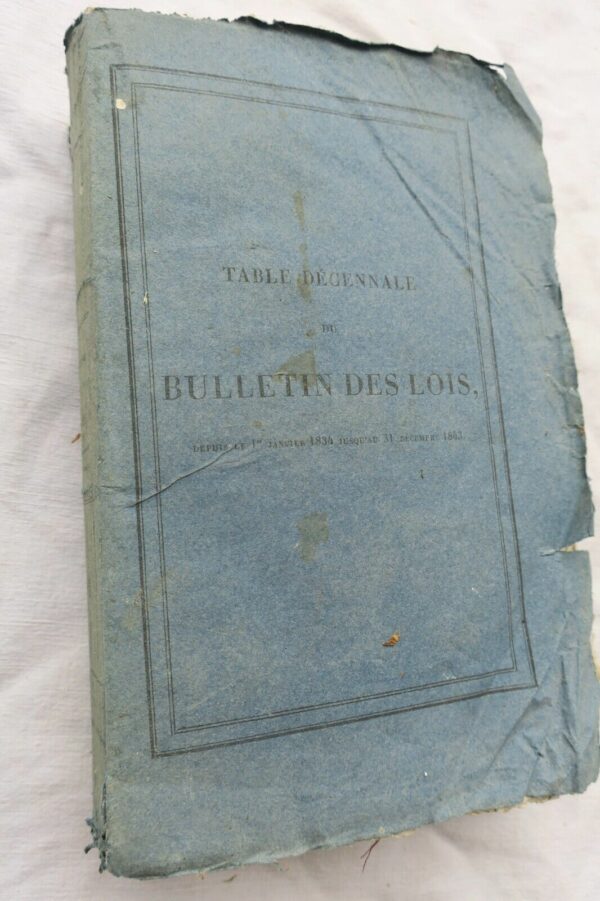 TABLE DÉCENNALE
DU
BULLETIN DES LOIS,
DEPUIS LE 1er JANVIER 1834 JUSQU'AU 31 DÉCEMBRE 1843.